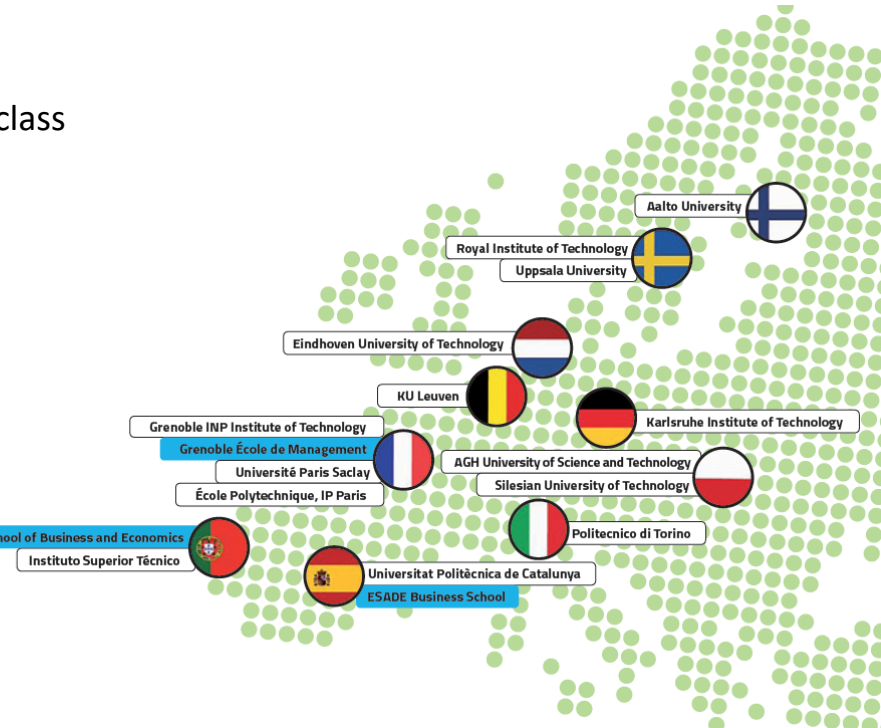 class
Aalto University
Royal Institute of Technology
Uppsala University
Eindhoven University of Technology
KU Leuven
Karlsruhe Institute of Technology
Grenoble INP Institute of Technology
Grenoble École de Management
Université Paris Saclay
École Polytechnique, IP Paris
AGH University of Science and Technology
Silesian University of Technology
Politecnico di Torino
of Business and Economics
Instituto Superior Técnico
Universitat Politècnica de Catalunya
ESADE Business School